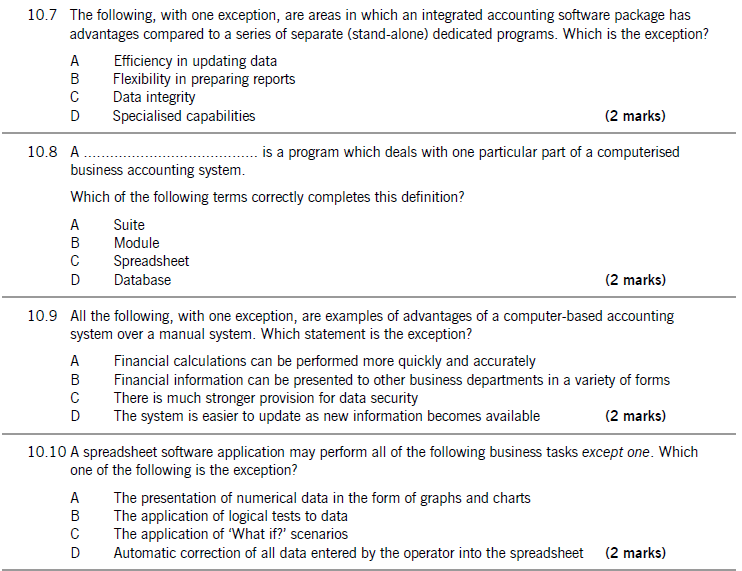 10.7 The following, with one exception, are areas in which an integrated accounting software package has
advantages compared to a series of separate (stand-alone) dedicated programs. Which is the exception?
A Efficiency in updating data
B Flexibility in preparing reports
C Data integrity
D Specialised capabilities (2 marks)
10.8 A ....................................... is a program which deals with one particular part of a computerised
business accounting system.
Which of the following terms correctly completes this definition?
A Suite
B Module
C Spreadsheet
D Database (2 marks)
10.9 All the following, with one exception, are examples of advantages of a computer-based accounting
system over a manual system. Which statement is the exception?
A Financial calculations can be performed more quickly and accurately
B Financial information can be presented to other business departments in a variety of forms
C There is much stronger provision for data security
D The system is easier to update as new information becomes available (2 marks)
10.10 A spreadsheet software application may perform all of the following business tasks except one. Which
one of the following is the exception?
A The presentation of numerical data in the form of graphs and charts
B The application of logical tests to data
C The application of 'What if?' scenarios
D Automatic correction of all data entered by the operator into the spreadsheet (2 marks)